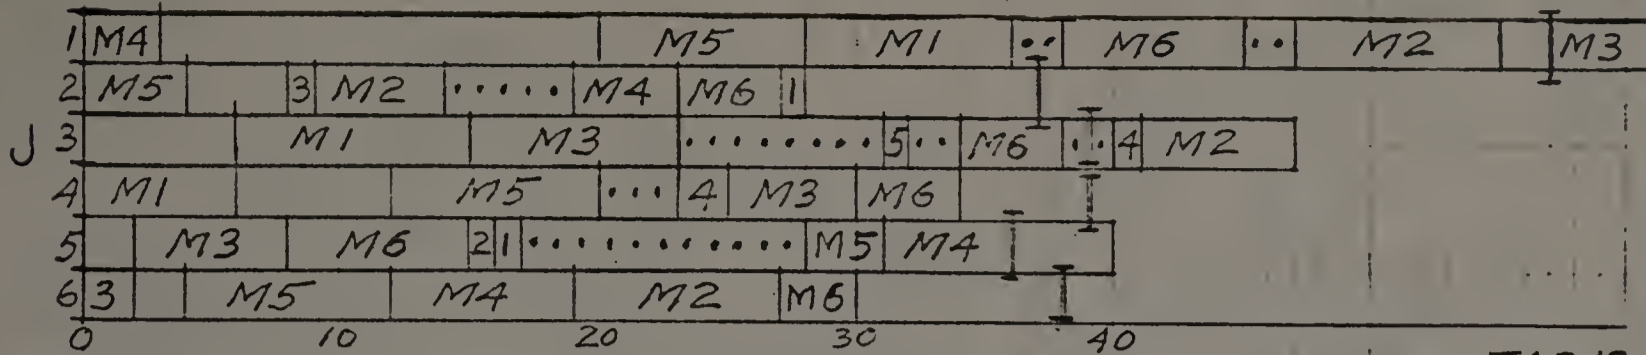 1 M4 M5 M1 M6 M2 M3
2 M5 3 M2 M4 M6 1
J 3 M1 M3 5 M6 4 M2
4 M1 M5 4 M3 M6
5 M3 M6 2 1 M5 M4
6 3 M5 M4 M2 M6
0 10 20 30 40